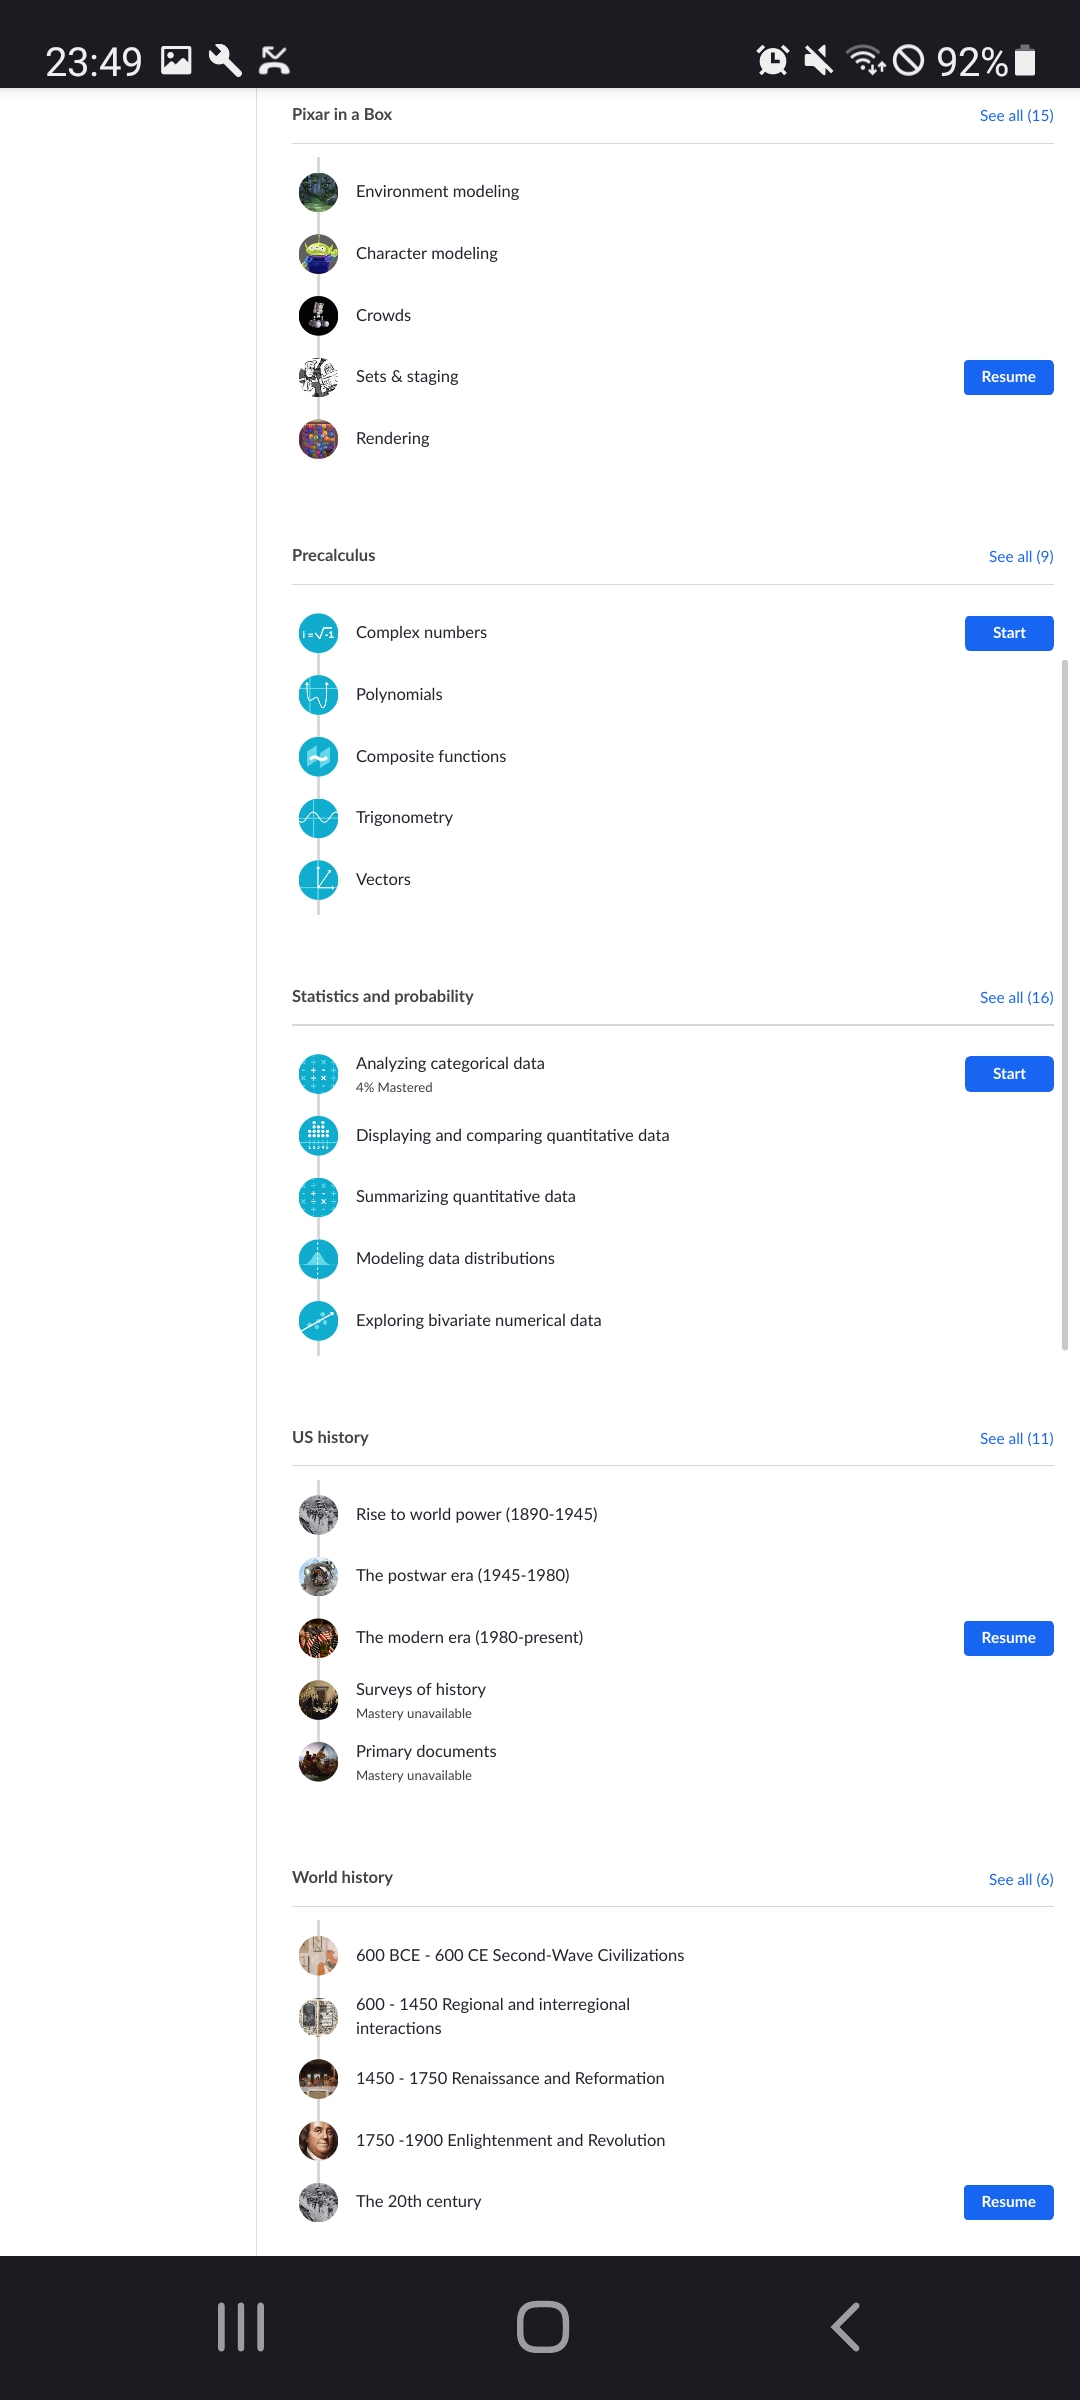 23:49
92%
Pixar in a Box
See all (15)
Environment modeling
Character modeling
Crowds
Sets & staging
Resume
Rendering
Precalculus
See all (9)
i = √-1
Complex numbers
Start
Polynomials
Composite functions
Trigonometry
Vectors
Statistics and probability
See all (16)
Analyzing categorical data
4% Mastered
Start
Displaying and comparing quantitative data
Summarizing quantitative data
Modeling data distributions
Exploring bivariate numerical data
US history
See all (11)
Rise to world power (1890-1945)
The postwar era (1945-1980)
The modern era (1980-present)
Resume
Surveys of history
Mastery unavailable
Primary documents
Mastery unavailable
World history
See all (6)
600 BCE - 600 CE Second-Wave Civilizations
600 - 1450 Regional and interregional
interactions
1450 - 1750 Renaissance and Reformation
1750 -1900 Enlightenment and Revolution
The 20th century
Resume